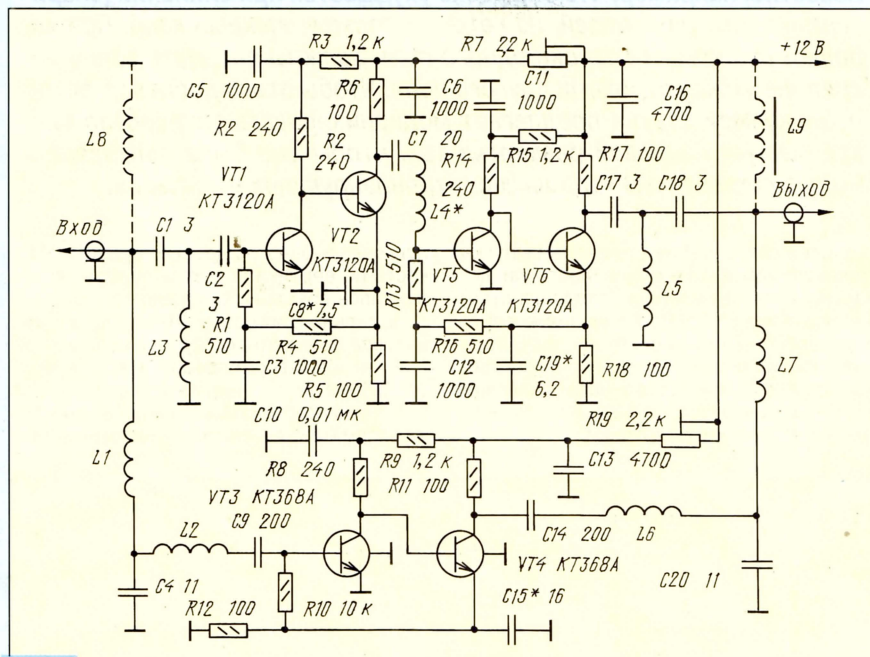 R3 1,2 к
R7 2,2к
+12 В
C5 1000
R6 100
C6 1000
C11 1000
C16 4700
L8
R2 240
R2 240
C7 20
R14 240
R15 1,2 к
R17 100
L9
VT1
КТ3120А
L4*
C17 3
C18 3
Выход
Вход
C1 3
VT2
КТ3120А
R13 510
VT5
КТ3120А
VT6
КТ3120А
L5
C2 3
R1 510
C8* 7,5
L3
R4 510
R16 510
C3 1000
C12 1000
C19* 6,2
R18 100
L7
R5 100
C10 0,01 мк
R19 2,2 к
L1
R8 240
R9 1,2 к
R11 100
C13 4700
VT3 КТ368А
L2
C9 200
C14 200
L6
VT4 КТ368А
C4 11
C20 11
R12 100
R10 10 к
C15* 16